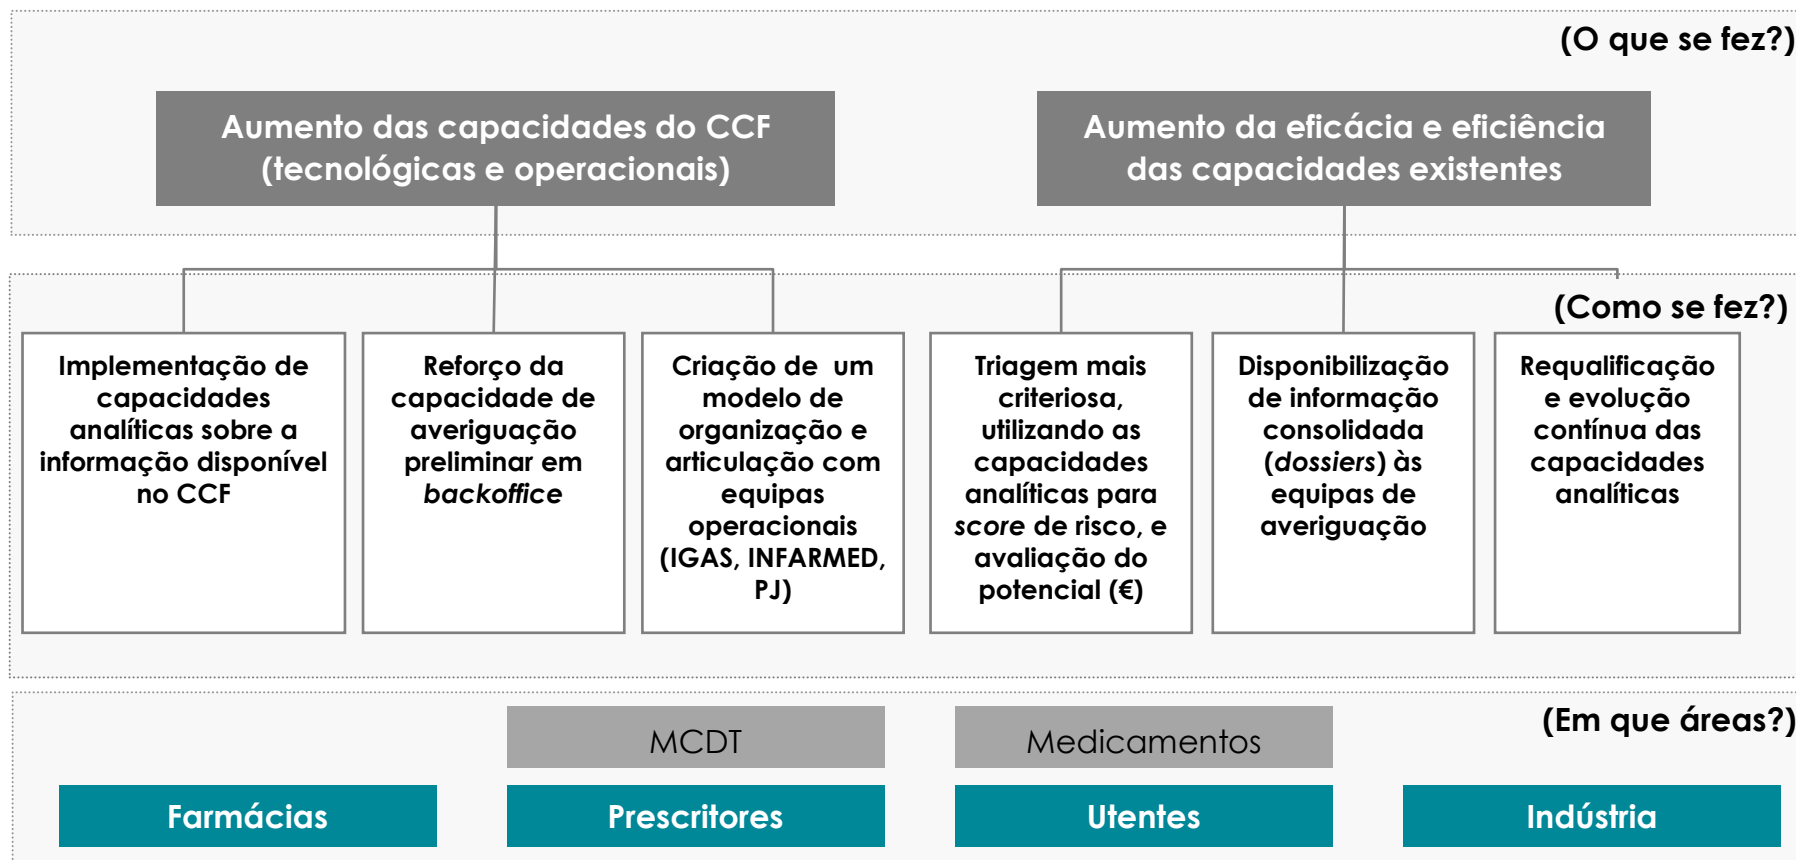 (O que se fez?)
Aumento das capacidades do CCF
(tecnológicas e operacionais)
Aumento da eficácia e eficiência
das capacidades existentes
(Como se fez?)
Implementação de
capacidades
analíticas sobre a
informação disponível
no CCF
Reforço da
capacidade de
averiguação
preliminar em
backoffice
Criação de um
modelo de
organização e
articulação com
equipas
operacionais
(IGAS, INFARMED,
PJ)
Triagem mais
criteriosa,
utilizando as
capacidades
analíticas para
score de risco, e
avaliação do
potencial (€)
Disponibilização
de informação
consolidada
(dossiers) às
equipas de
averiguação
Requalificação
e evolução
contínua das
capacidades
analíticas
(Em que áreas?)
MCDT
Medicamentos
Farmácias
Prescritores
Utentes
Indústria